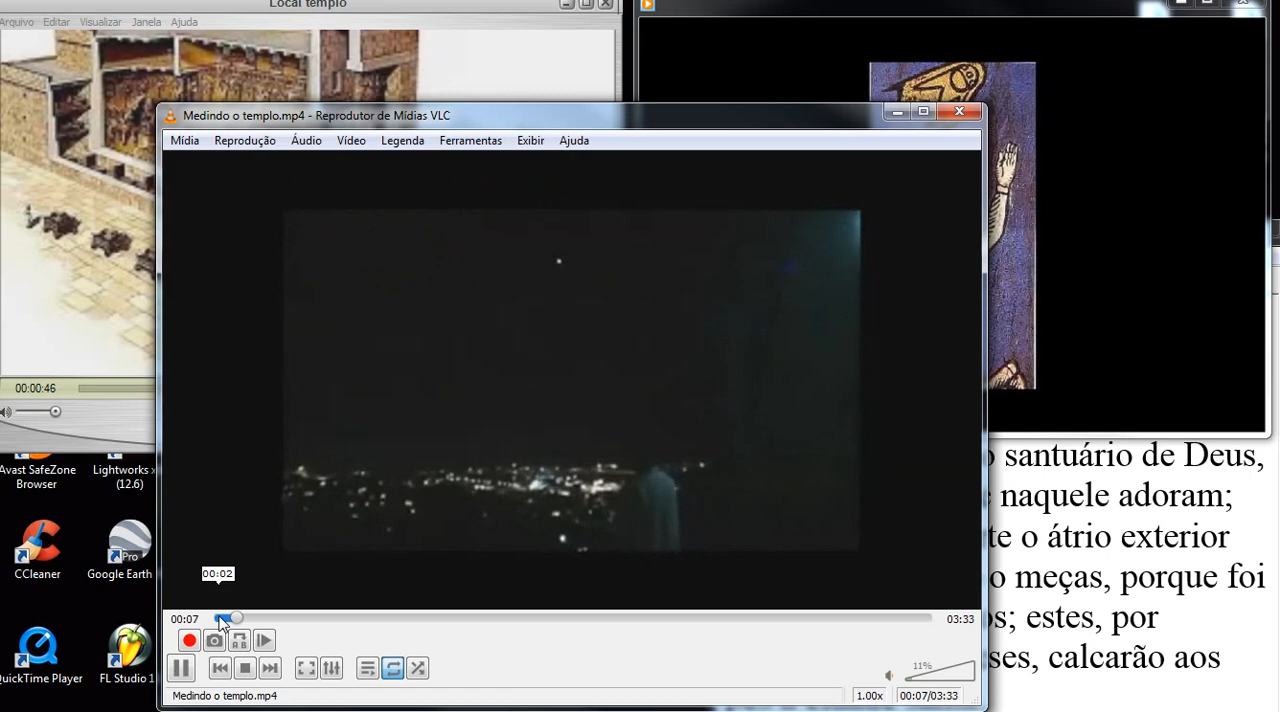 Local templo
Arquivo Editar Visualizar Janela Ajuda
Medindo o templo.mp4 - Reprodutor de Mídias VLC
Mídia Reprodução Áudio Vídeo Legenda Ferramentas Exibir Ajuda
00:00:46
Avast SafeZone
Browser
Lightworks x
(12.6)
santuário de Deus,
naquele adoram;
te o átrio exterior
o meças, porque foi
os; estes, por
ses, calcarão aos
CCleaner
Pro
Google Earth
00:02
00:07
03:33
A B
QuickTime Player
FL Studio 1
11%
Medindo o templo.mp4
1.00x
00:07/03:33